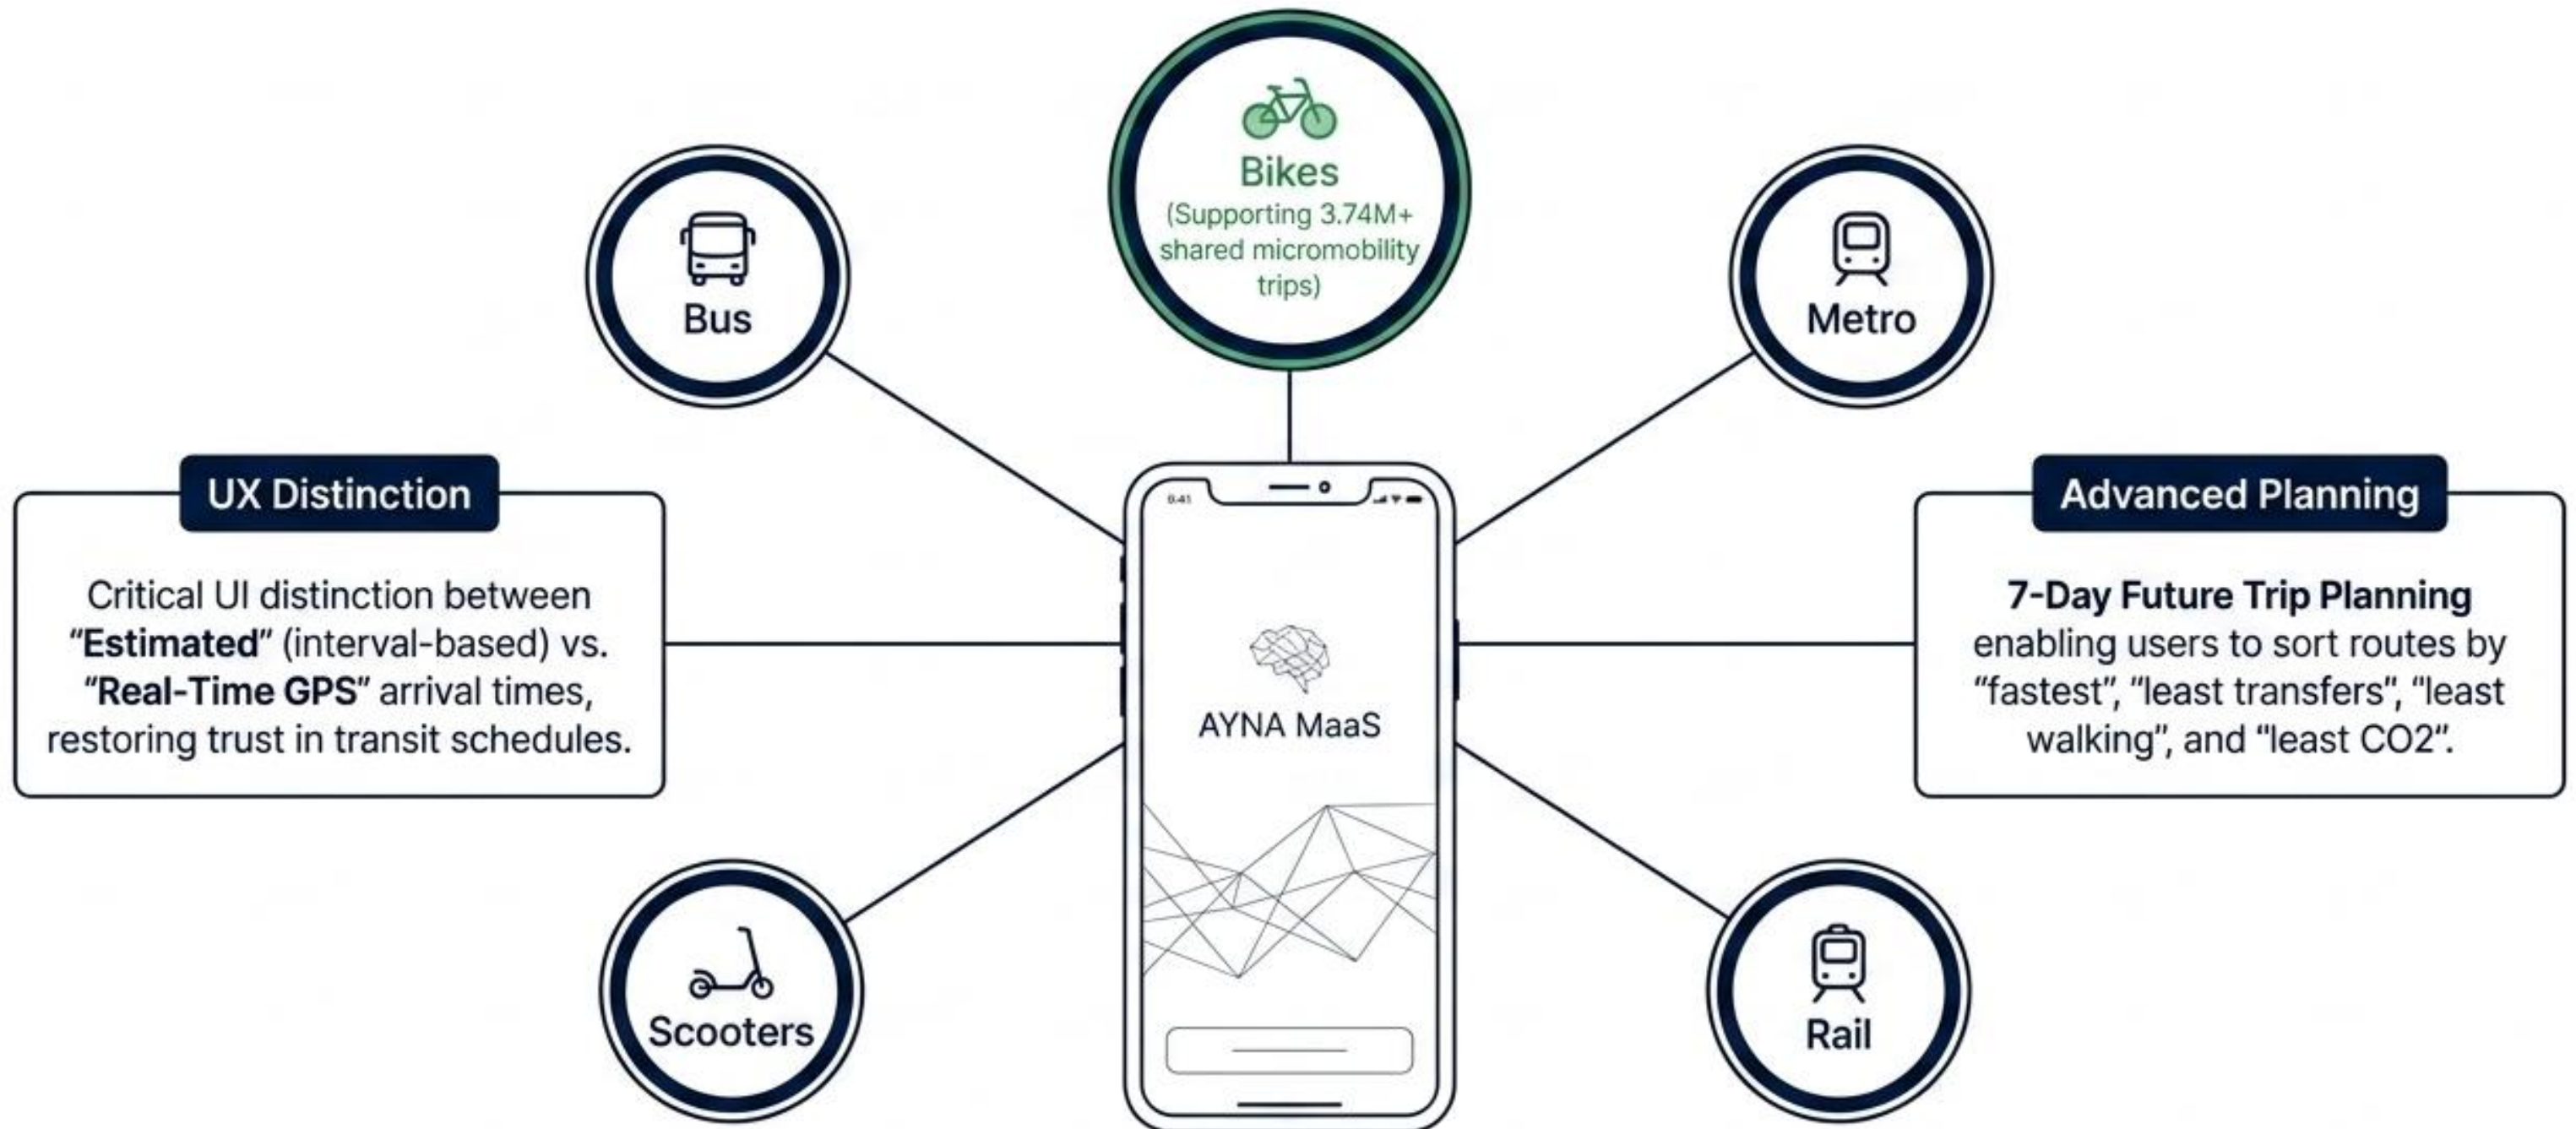 Bikes
(Supporting 3.74M+
shared micromobility
trips)
Bus
Metro
UX Distinction
Critical UI distinction between
“Estimated” (interval-based) vs.
“Real-Time GPS” arrival times,
restoring trust in transit schedules.
9:41
AYNA MaaS
Advanced Planning
7-Day Future Trip Planning
enabling users to sort routes by
“fastest”, “least transfers”, “least
walking”, and “least CO2”.
Scooters
Rail